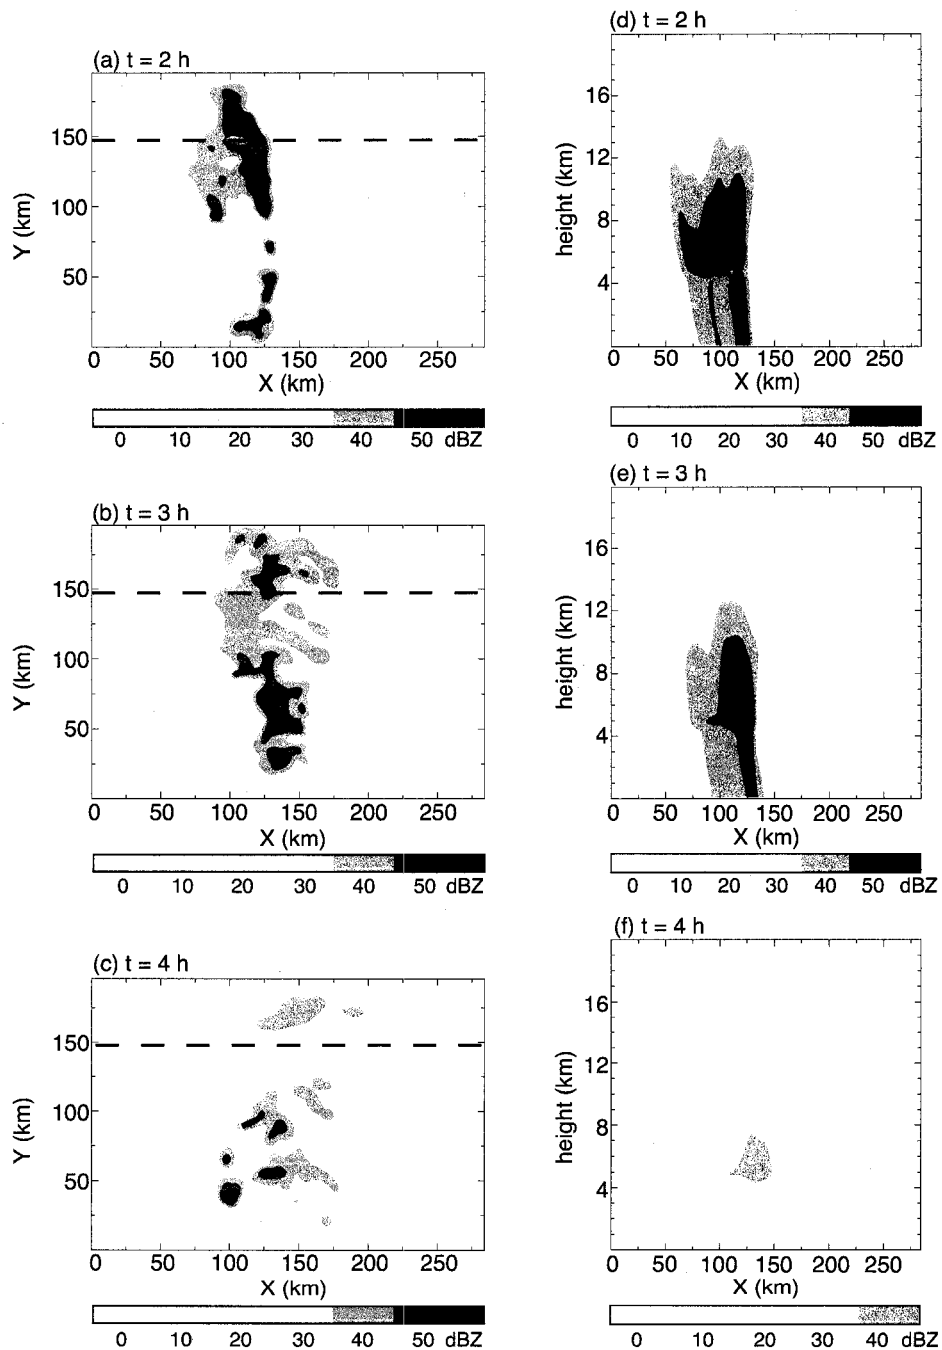 (a) t = 2 h
150
100
50
Y (km)
0 50 100 150 200 250
X (km)
0 10 20 30 40 50 dBZ
(b) t = 3 h
150
100
50
Y (km)
0 50 100 150 200 250
X (km)
0 10 20 30 40 50 dBZ
(c) t = 4 h
150
100
50
Y (km)
0 50 100 150 200 250
X (km)
0 10 20 30 40 50 dBZ
(d) t = 2 h
16
12
8
4
height (km)
0 50 100 150 200 250
X (km)
0 10 20 30 40 50 dBZ
(e) t = 3 h
16
12
8
4
height (km)
0 50 100 150 200 250
X (km)
0 10 20 30 40 50 dBZ
(f) t = 4 h
16
12
8
4
height (km)
0 50 100 150 200 250
X (km)
0 10 20 30 40 dBZ